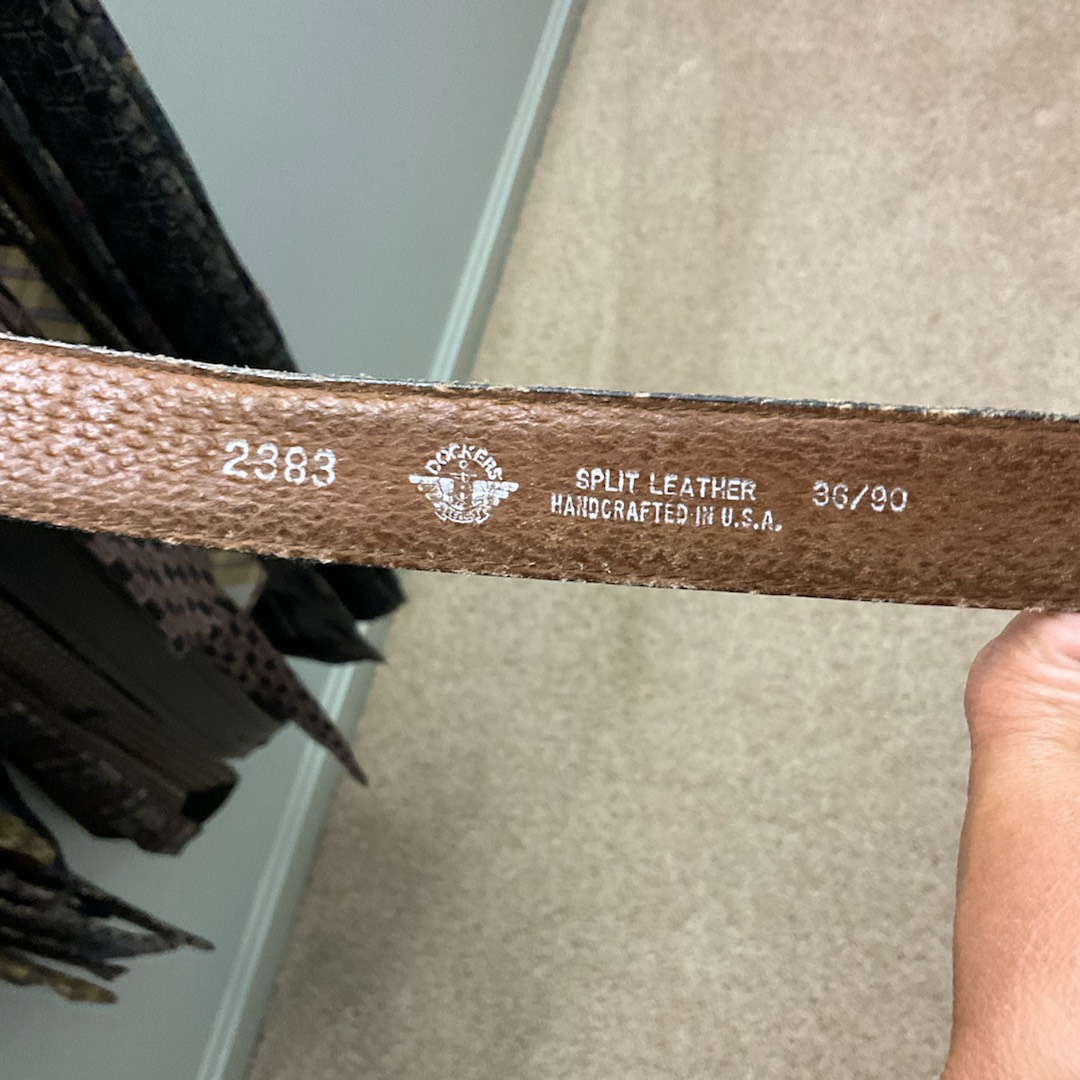 2383
DOCKERS
SPLIT LEATHER
HANDCRAFTED IN U.S.A.
36/90